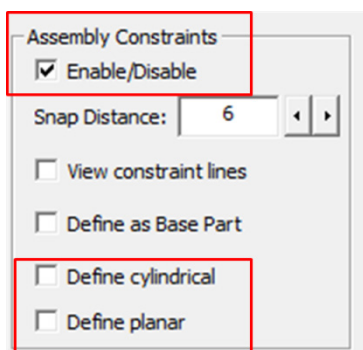 Assembly Constraints
Enable/Disable
Snap Distance: 6
View constraint lines
Define as Base Part
Define cylindrical
Define planar